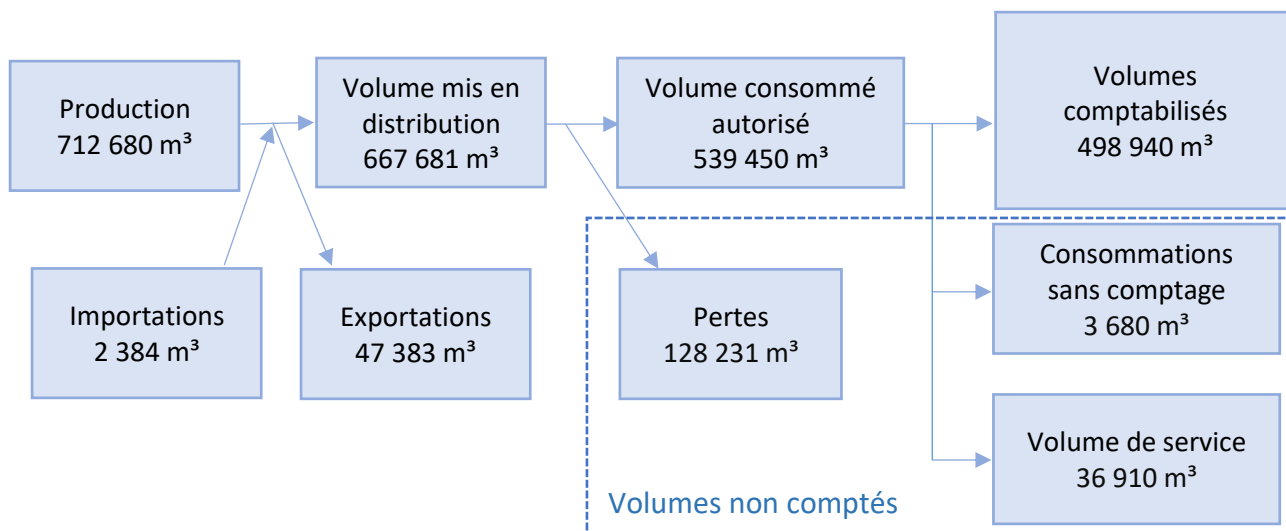 Production
712 680 m³
Volume mis en
distribution
667 681 m³
Volume consommé
autorisé
539 450 m³
Volumes
comptabilisés
498 940 m³
Importations
2 384 m³
Exportations
47 383 m³
Pertes
128 231 m³
Consommations
sans comptage
3 680 m³
Volume de service
36 910 m³
Volumes non comptés